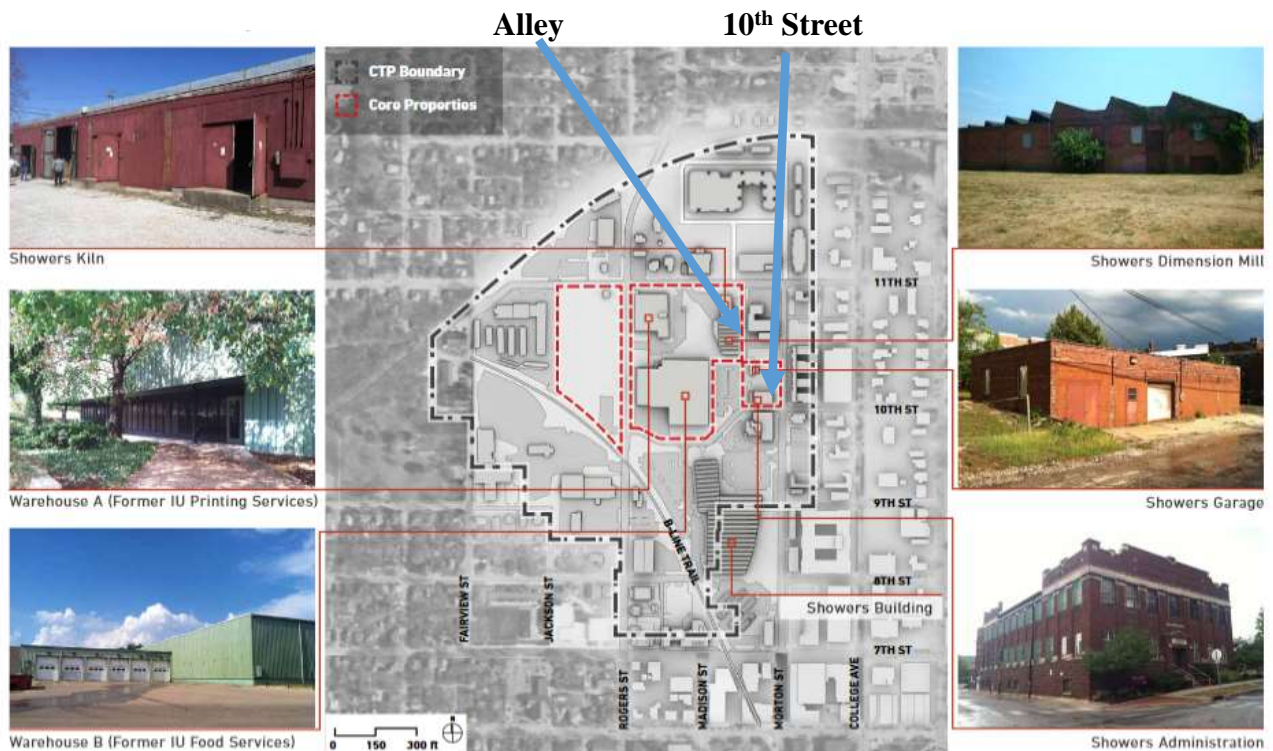 Alley
10th Street
CTP Boundary
Core Properties
Showers Kiln
Showers Dimension Mill
11TH ST
Warehouse A (Former IU Printing Services)
10TH ST
Showers Garage
9TH ST
B-LINE TRAIL
8TH ST
Showers Building
FAIRVIEW ST
JACKSON ST
7TH ST
ROGERS ST
MADISON ST
MORTON ST
COLLEGE AVE
Warehouse B (Former IU Food Services)
0 150 300 ft
Showers Administration